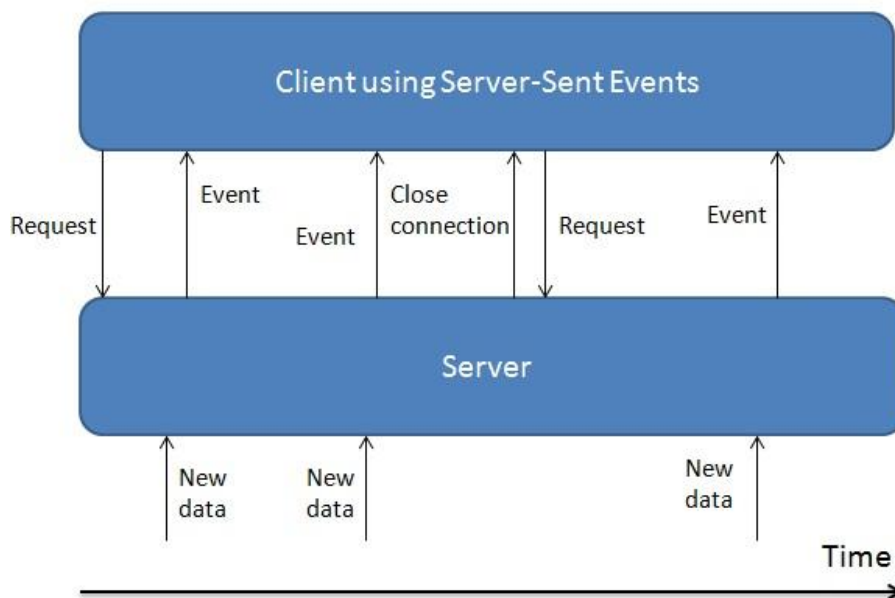 Client using Server-Sent Events
Request
Event
Event
Close
connection
Request
Event
Server
New
data
New
data
New
data
Time